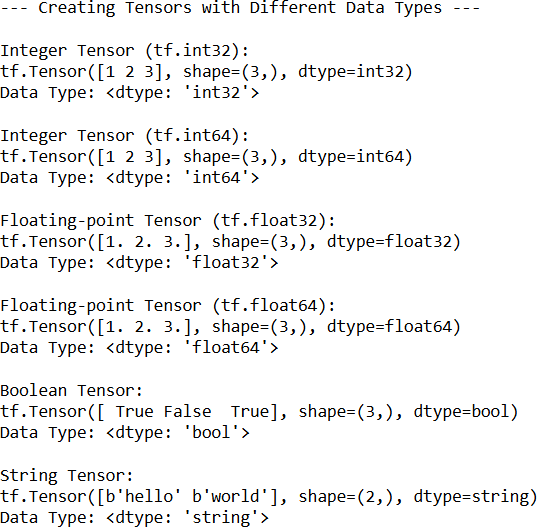 --- Creating Tensors with Different Data Types ---
Integer Tensor (tf.int32):
tf.Tensor([1 2 3], shape=(3,), dtype=int32)
Data Type: <dtype: 'int32'>
Integer Tensor (tf.int64):
tf.Tensor([1 2 3], shape=(3,), dtype=int64)
Data Type: <dtype: 'int64'>
Floating-point Tensor (tf.float32):
tf.Tensor([1. 2. 3.], shape=(3,), dtype=float32)
Data Type: <dtype: 'float32'>
Floating-point Tensor (tf.float64):
tf.Tensor([1. 2. 3.], shape=(3,), dtype=float64)
Data Type: <dtype: 'float64'>
Boolean Tensor:
tf.Tensor([ True False  True], shape=(3,), dtype=bool)
Data Type: <dtype: 'bool'>
String Tensor:
tf.Tensor([b'hello' b'world'], shape=(2,), dtype=string)
Data Type: <dtype: 'string'>